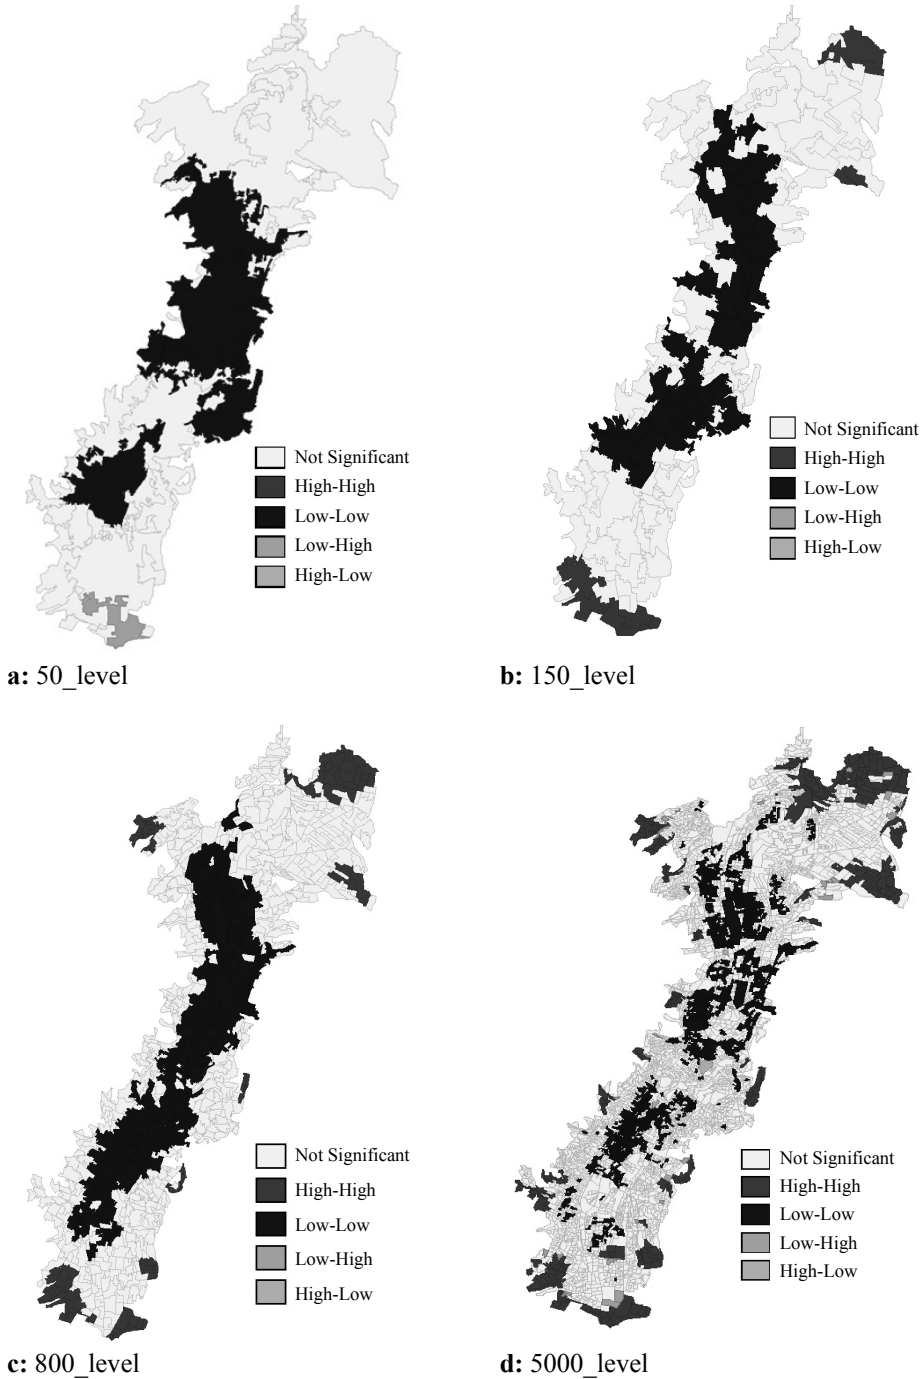 Not Significant
High-High
Low-Low
Low-High
High-Low
a: 50_level
Not Significant
High-High
Low-Low
Low-High
High-Low
b: 150_level
Not Significant
High-High
Low-Low
Low-High
High-Low
c: 800_level
Not Significant
High-High
Low-Low
Low-High
High-Low
d: 5000_level